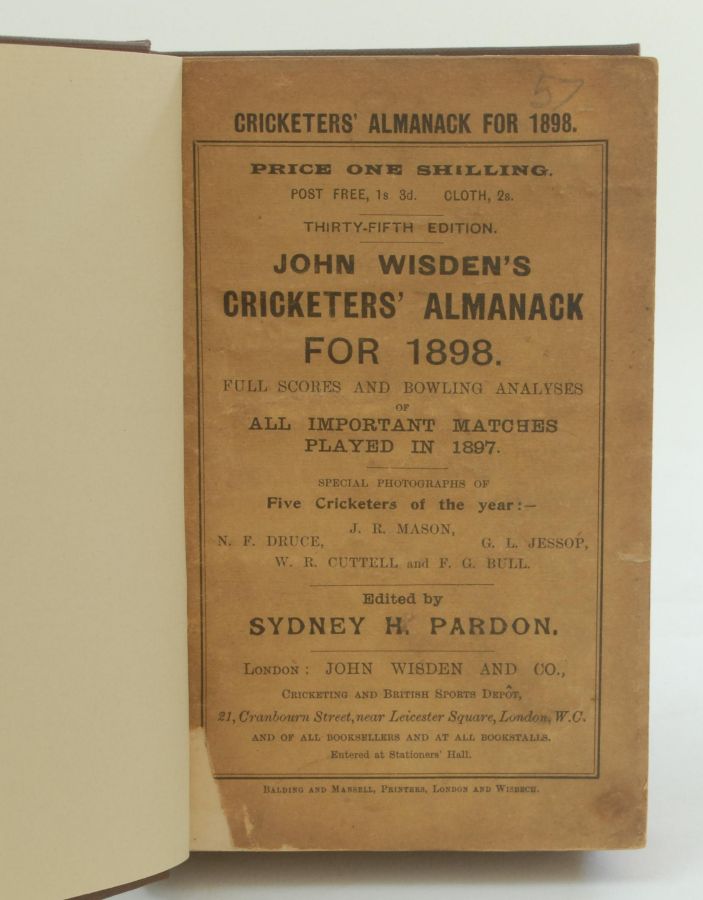 57
CRICKETERS' ALMANACK FOR 1898.
PRICE ONE SHILLING.
POST FREE, 1s 3d. CLOTH, 2s.
THIRTY-FIFTH EDITION.
JOHN WISDEN'S
CRICKETERS' ALMANACK
FOR 1898.
FULL SCORES AND BOWLING ANALYSES
OF
ALL IMPORTANT MATCHES
PLAYED IN 1897.
SPECIAL PHOTOGRAPHS OF
Five Cricketers of the year:—
J. R. MASON,
N. F. DRUCE, G. L. JESSOP,
W. R. CUTTELL and F. G. BULL.
Edited by
SYDNEY H. PARDON.
LONDON: JOHN WISDEN AND CO.,
CRICKETING AND BRITISH SPORTS DEPÔT,
21, Cranbourn Street, near Leicester Square, London, W.C.
AND OF ALL BOOKSELLERS AND AT ALL BOOKSTALLS.
Entered at Stationers' Hall.
BALDING AND MANSELL, PRINTERS, LONDON AND WISBECH.